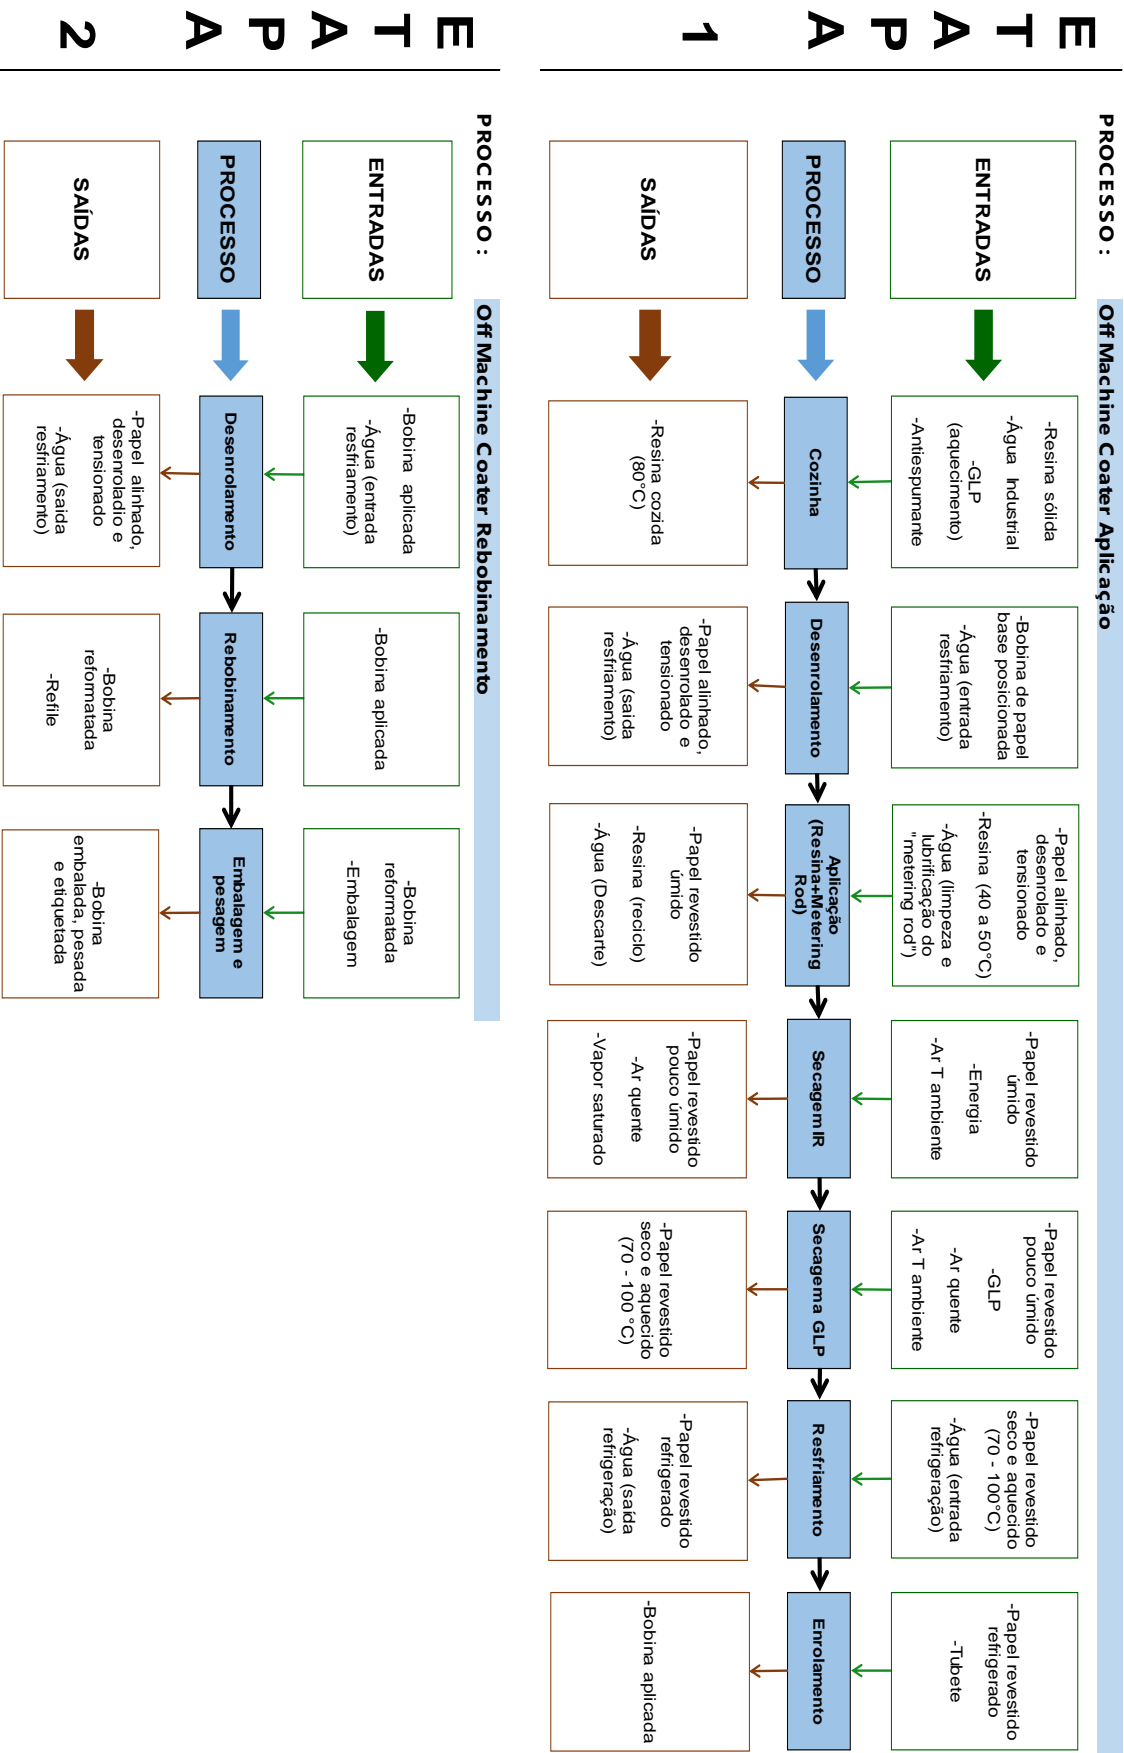 ETAPA 1
PROCESSO: Off Machine Coater Aplicação
ENTRADAS
-Resina sólida
-Água Industrial
-GLP
(aquecimento)
-Antiespumante
-Bobina de papel
base posicionada
-Água (entrada
resfriamento)
-Papel alinhado,
desenrolado e
tensionado
-Resina (40 a 50°C)
-Água (limpeza e
lubrificação do
"metering rod")
-Papel revestido
úmido
-Energia
-Ar T ambiente
-Papel revestido
pouco úmido
-GLP
-Ar quente
-Ar T ambiente
-Papel revestido
seco e aquecido
(70 - 100°C)
-Água (entrada
refrigeração)
-Papel revestido
refrigerado
-Tubete
PROCESSO
Cozinha
Desenrolamento
Aplicação
(Resina+Metering
Rod)
Secagem IR
Secagem a GLP
Resfriamento
Enrolamento
SAÍDAS
-Resina cozida
(80°C)
-Papel alinhado,
desenrolado e
tensionado
-Água (saida
resfriamento)
-Papel revestido
úmido
-Resina (reciclo)
-Água (Descarte)
-Papel revestido
pouco úmido
-Ar quente
-Vapor saturado
-Papel revestido
seco e aquecido
(70 - 100 °C)
-Papel revestido
refrigerado
-Água (saída
refrigeração)
-Bobina aplicada
ETAPA 2
PROCESSO: Off Machine Coater Rebobinamento
ENTRADAS
-Bobina aplicada
-Água (entrada
resfriamento)
-Bobina aplicada
-Bobina
reformatada
-Embalagem
PROCESSO
Desenrolamento
Rebobinamento
Embalagem e
pesagem
SAÍDAS
-Papel alinhado,
desenroladio e
tensionado
-Água (saída
resfriamento)
-Bobina
reformatada
-Refile
-Bobina
embalada, pesada
e etiquetada